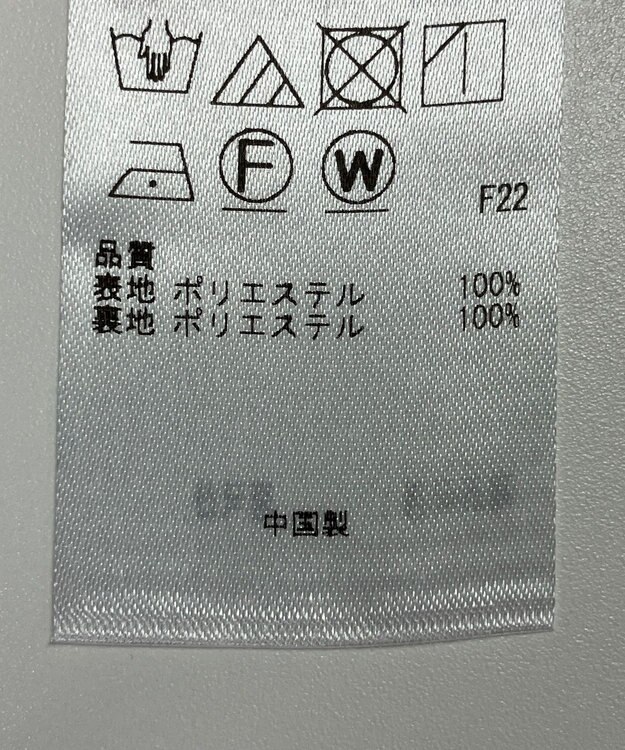 F W F22
品質
表地 ポリエステル 100%
裏地 ポリエステル 100%
中国製